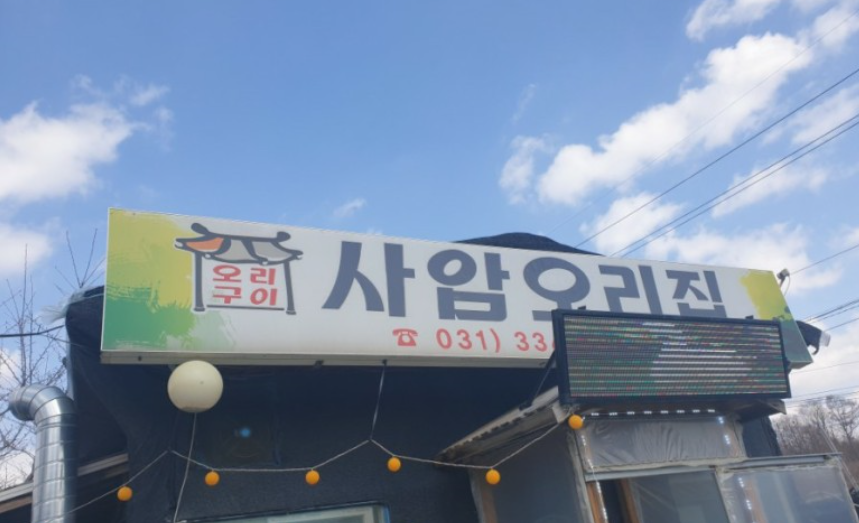 오리
구이
사암오리집
☎ 031) 33